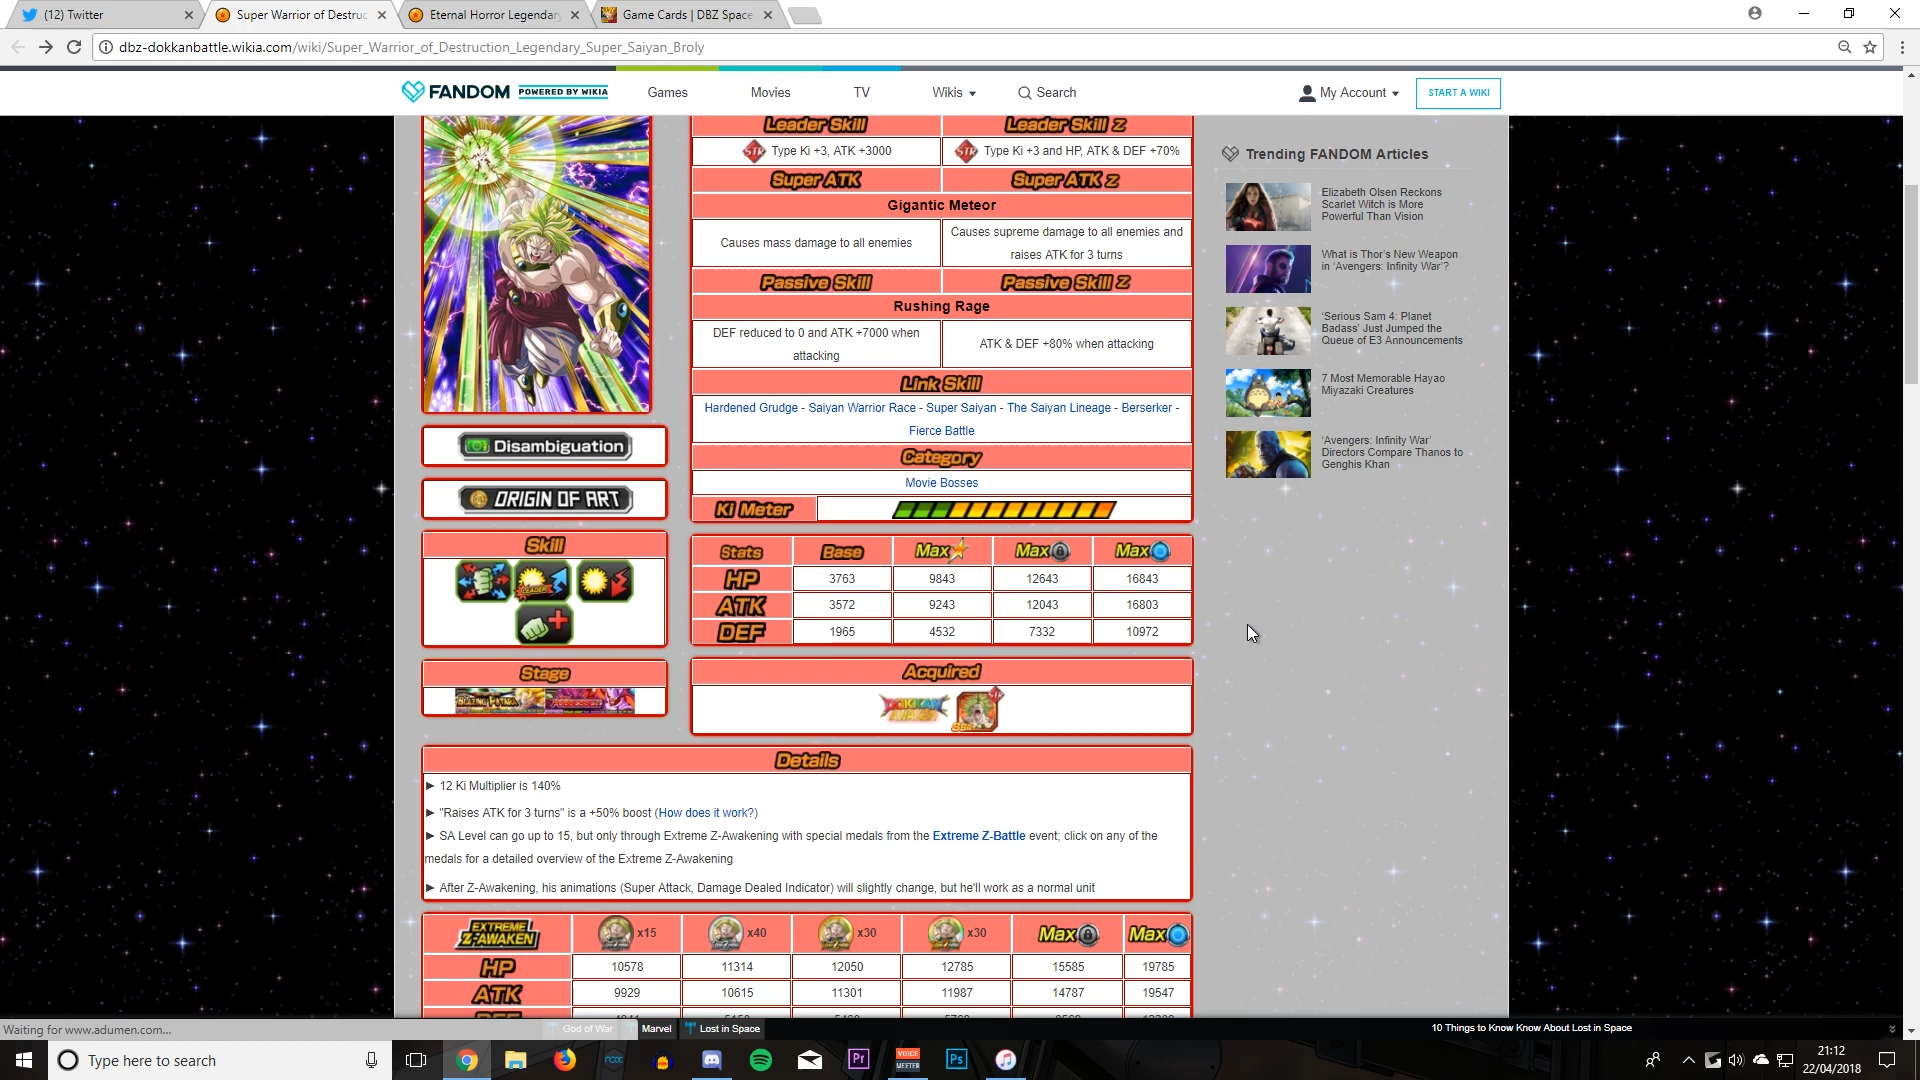 (12) Twitter
Super Warrior of Destruc
Eternal Horror Legendary
Game Cards | DBZ Space
dbz-dokkanbattle.wikia.com/wiki/Super_Warrior_of_Destruction_Legendary_Super_Saiyan_Broly
FANDOM POWERED BY WIKIA
Games
Movies
TV
Wikis
Search
My Account
START A WIKI
Leader Skill
Leader Skill Z
STR Type Ki +3, ATK +3000
STR Type Ki +3 and HP, ATK & DEF +70%
Super ATK
Super ATK Z
Gigantic Meteor
Causes mass damage to all enemies
Causes supreme damage to all enemies and
raises ATK for 3 turns
Passive Skill
Passive Skill Z
Rushing Rage
DEF reduced to 0 and ATK +7000 when
attacking
ATK & DEF +80% when attacking
Link Skill
Hardened Grudge - Saiyan Warrior Race - Super Saiyan - The Saiyan Lineage - Berserker -
Fierce Battle
Category
Movie Bosses
Ki Meter
Disambiguation
ORIGIN OF ART
Skill
LEADER
Stage
Stats Base Max Max Max
HP 3763 9843 12643 16843
ATK 3572 9243 12043 16803
DEF 1965 4532 7332 10972
Acquired
DOKKAN
STR
SSR
Details
► 12 Ki Multiplier is 140%
► "Raises ATK for 3 turns" is a +50% boost (How does it work?)
► SA Level can go up to 15, but only through Extreme Z-Awakening with special medals from the Extreme Z-Battle event; click on any of the
medals for a detailed overview of the Extreme Z-Awakening
► After Z-Awakening, his animations (Super Attack, Damage Dealed Indicator) will slightly change, but he'll work as a normal unit
EXTREME Z-AWAKEN x15 x40 x30 x30 Max Max
HP 10578 11314 12050 12785 15585 19785
ATK 9929 10615 11301 11987 14787 19547
Trending FANDOM Articles
Elizabeth Olsen Reckons
Scarlet Witch is More
Powerful Than Vision
What is Thor's New Weapon
in 'Avengers: Infinity War'?
'Serious Sam 4: Planet
Badass' Just Jumped the
Queue of E3 Announcements
7 Most Memorable Hayao
Miyazaki Creatures
'Avengers: Infinity War'
Directors Compare Thanos to
Genghis Khan
Waiting for www.adumen.com...
God of War
Marvel
Lost in Space
10 Things to Know Know About Lost in Space
Type here to search
nox
Pr
VOICE
MEETER
Ps
21:12
22/04/2018